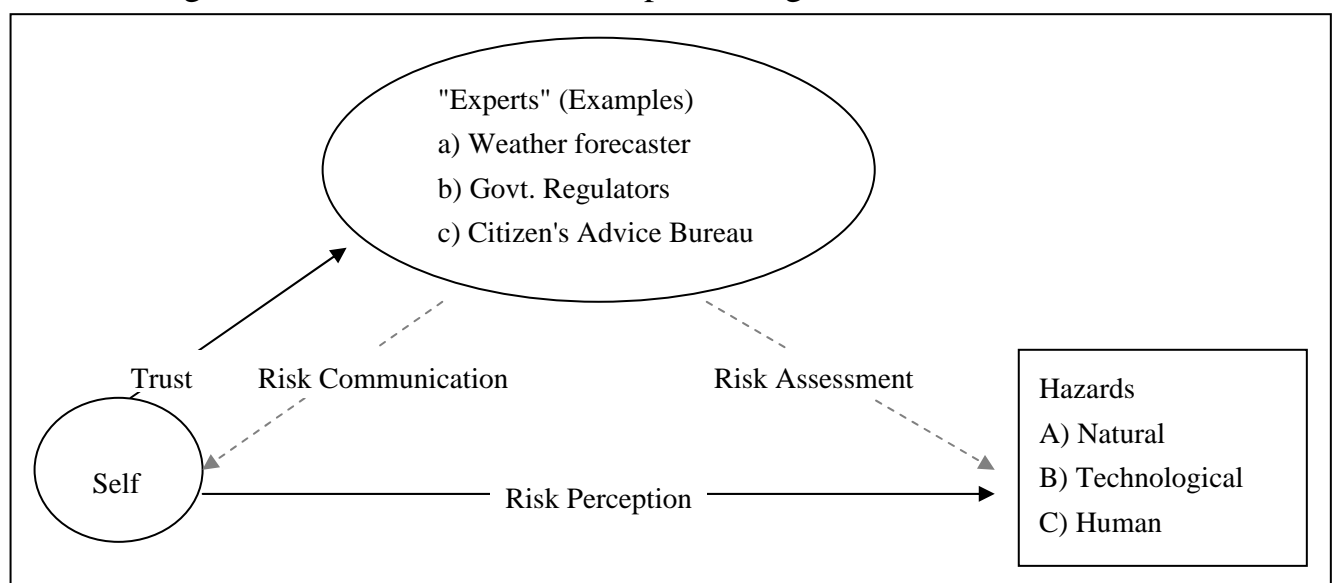 "Experts" (Examples)
a) Weather forecaster
b) Govt. Regulators
c) Citizen's Advice Bureau
Trust
Risk Communication
Risk Assessment
Hazards
A) Natural
B) Technological
C) Human
Self
Risk Perception